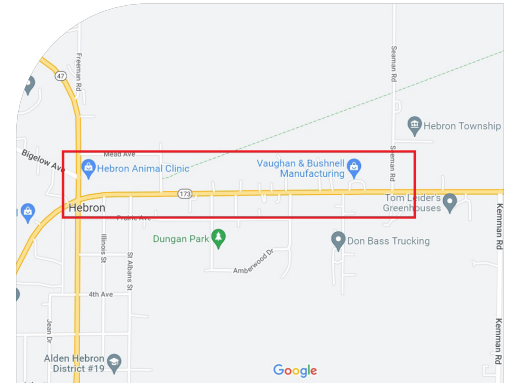 Freeman Rd
47
Seaman Rd
Hebron Township
Bigelow Ave
Mead Ave
Hebron Animal Clinic
Vaughan & Bushnell
Manufacturing
Seaman Rd
173
Tom Leider's
Greenhouses
Hebron
Prairie Ave
Kemman Rd
Illinois St
St Albans St
Dungan Park
Don Bass Trucking
Amberwood Dr
4th Ave
Jean Dr
Kemman Rd
Alden Hebron
District #19
Google